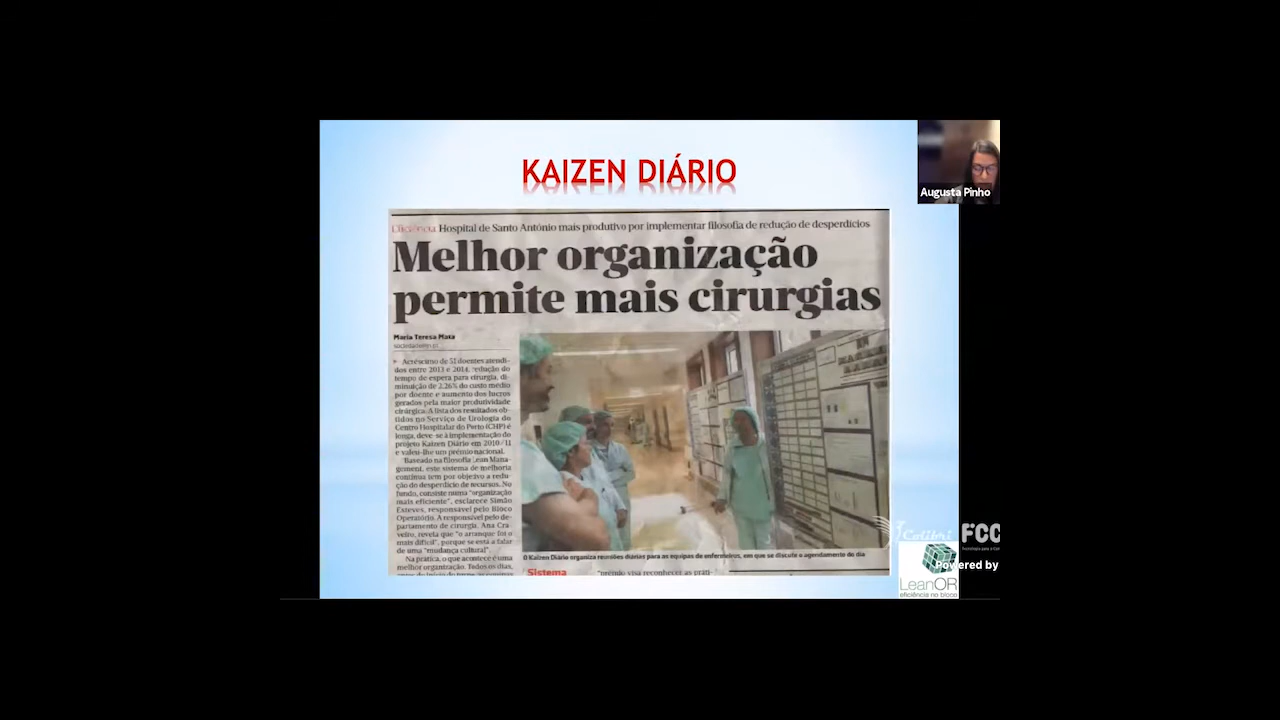 KAIZEN DIÁRIO
Augusta Pinho
Eficiência Hospital de Santo António mais produtivo por implementar filosofia de redução de desperdícios
Melhor organização
permite mais cirurgias
Maria Teresa Maia
Acréscimo de 51 doentes atendi-
dos entre 2013 e 2014, redução do
tempo de espera para cirurgia, di-
minuição de 2,26% do custo médio
por doente e aumento dos lucros
gerados pela maior produtividade
cirúrgica. A lista dos resultados ob-
tidos no Serviço de Urologia do
Centro Hospitalar do Porto (CHP) é
longa, deve-se à implementação do
projeto Kaizen Diário em 2010/11
e valeu-lhe um prémio nacional.
Baseado na filosofia Lean Mana-
gement, este sistema de melhoria
contínua tem por objetivo a redu-
ção do desperdício de recursos. No
fundo, consiste numa "organização
mais eficiente", esclarece Simão
Esteves, responsável pelo Bloco
Operatório. A responsável pelo de-
partamento de cirurgia, Ana Cra-
veiro, revela que "o arranque foi o
mais difícil", porque se está a falar
de uma "mudança cultural".
Na prática, o que acontece é uma
melhor organização. Todos os dias,
O Kaizen Diário organiza reuniões diárias para as equipas de enfermeiros, em que se discute o agendamento do dia
Sistema
"prémio visa reconhecer as práti-
Colibri
FCC
Powered by
LeanOR
eficiência no bloco